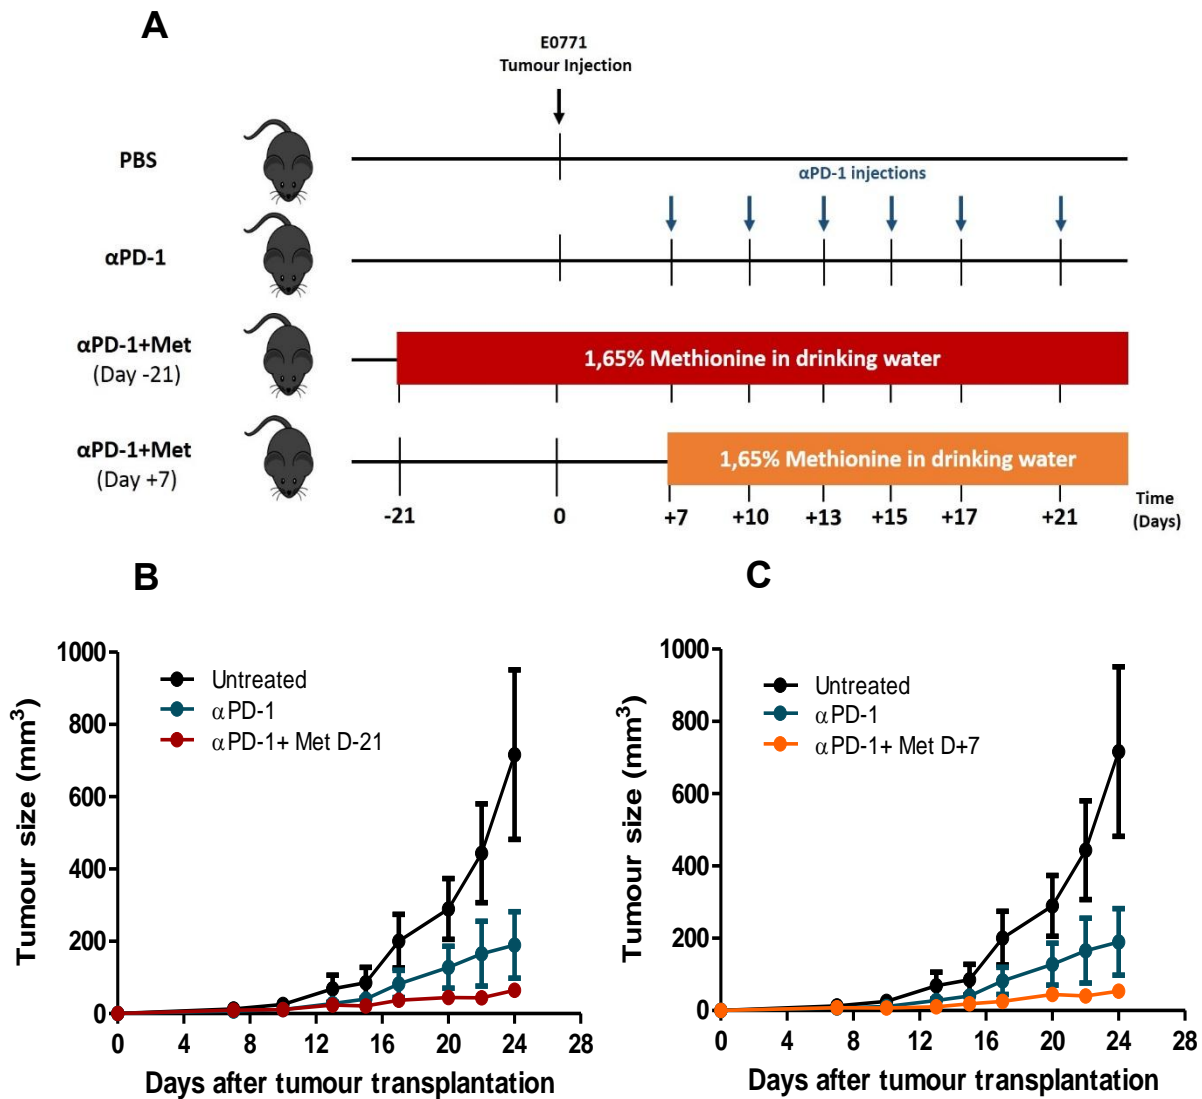 A
E0771
Tumour Injection
PBS
αPD-1 injections
αPD-1
αPD-1+Met
(Day -21)
1,65% Methionine in drinking water
αPD-1+Met
(Day +7)
1,65% Methionine in drinking water
-21
0
+7
+10
+13
+15
+17
+21
Time
(Days)
B
Tumour size (mm³)
1000
800
600
400
200
0
Untreated
αPD-1
αPD-1+ Met D-21
0 4 8 12 16 20 24 28
Days after tumour transplantation
C
Tumour size (mm³)
1000
800
600
400
200
0
Untreated
αPD-1
αPD-1+ Met D+7
0 4 8 12 16 20 24 28
Days after tumour transplantation